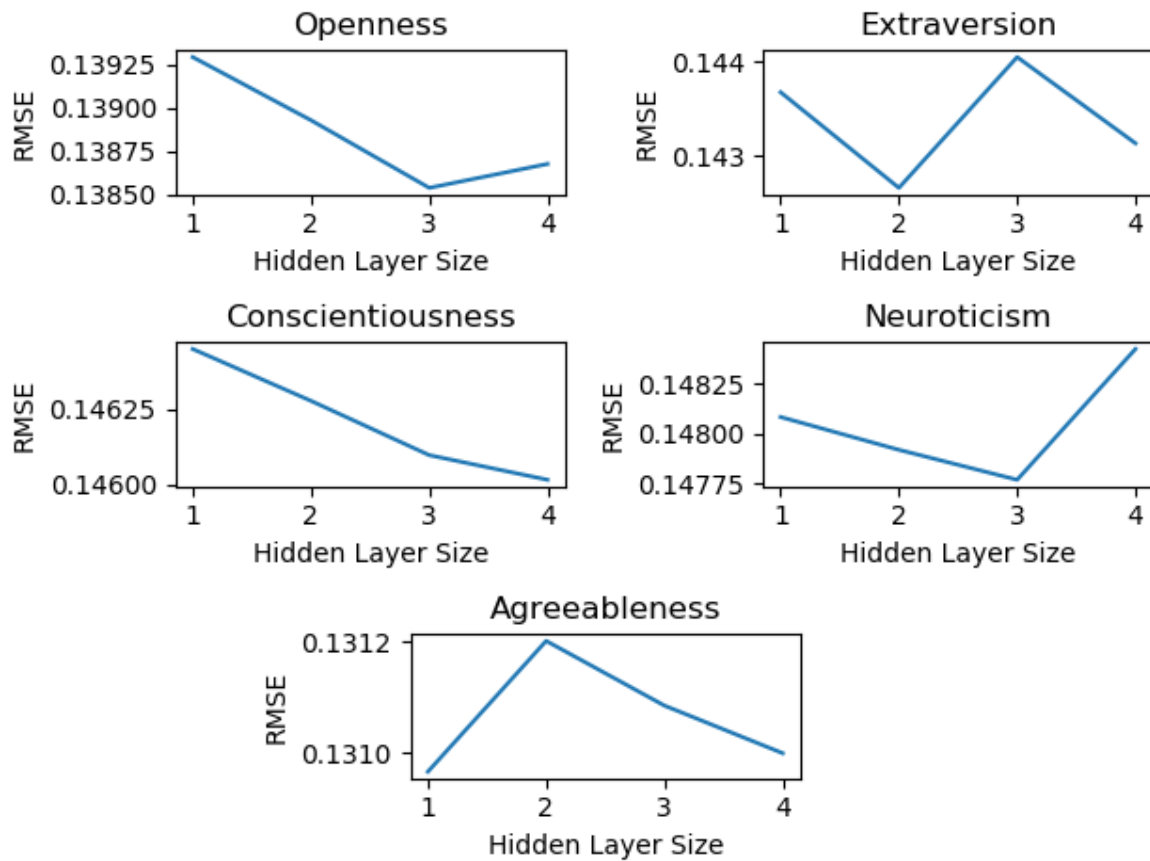 Openness
RMSE
0.13925
0.13900
0.13875
0.13850
1 2 3 4
Hidden Layer Size
Extraversion
RMSE
0.144
0.143
1 2 3 4
Hidden Layer Size
Conscientiousness
RMSE
0.14625
0.14600
1 2 3 4
Hidden Layer Size
Neuroticism
RMSE
0.14825
0.14800
0.14775
1 2 3 4
Hidden Layer Size
Agreeableness
RMSE
0.1312
0.1310
1 2 3 4
Hidden Layer Size